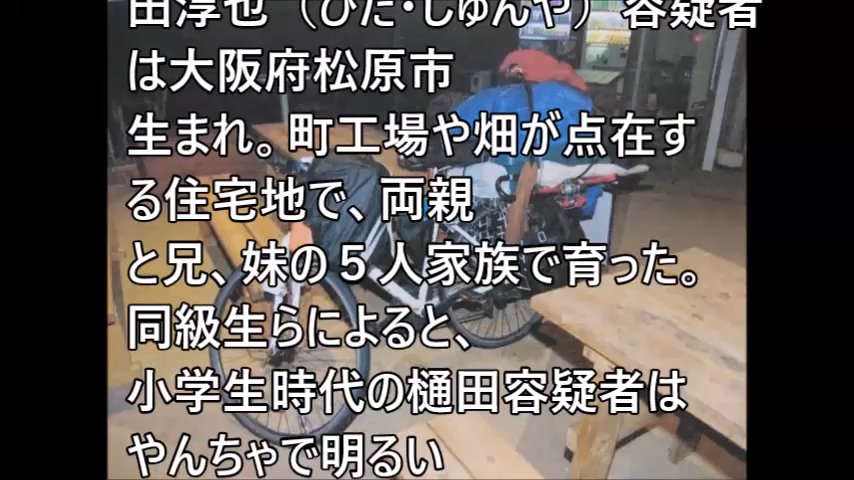 田淳也（ひだ・じゅんや）容疑者
は大阪府松原市
生まれ。町工場や畑が点在す
る住宅地で、両親
と兄、妹の５人家族で育った。
同級生らによると、
小学生時代の樋田容疑者は
やんちゃで明るい